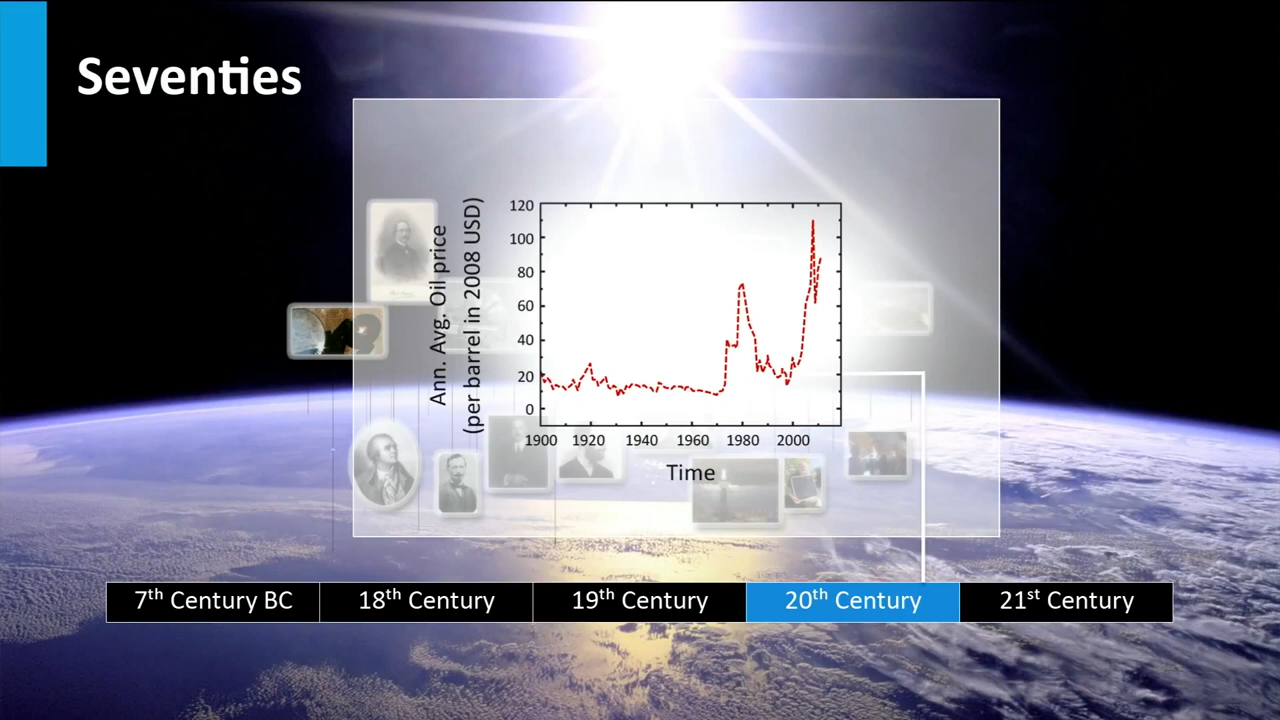 Seventies
Ann. Avg. Oil price
(per barrel in 2008 USD)
120
100
80
60
40
20
0
1900 1920 1940 1960 1980 2000
Time
7th Century BC 18th Century 19th Century 20th Century 21st Century